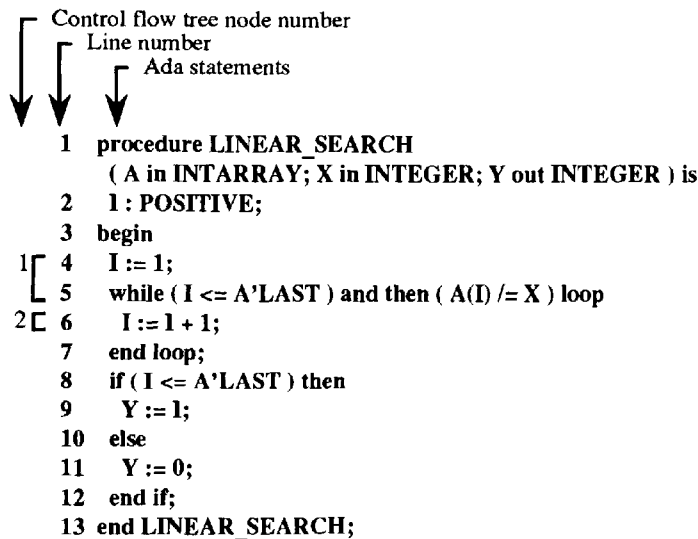 Control flow tree node number
Line number
Ada statements
1 procedure LINEAR_SEARCH
( A in INTARRAY; X in INTEGER; Y out INTEGER ) is
2 l : POSITIVE;
3 begin
1 4 I := 1;
5 while ( I <= A'LAST ) and then ( A(I) /= X ) loop
2 6 I := l + 1;
7 end loop;
8 if ( I <= A'LAST ) then
9 Y := l;
10 else
11 Y := 0;
12 end if;
13 end LINEAR_SEARCH;